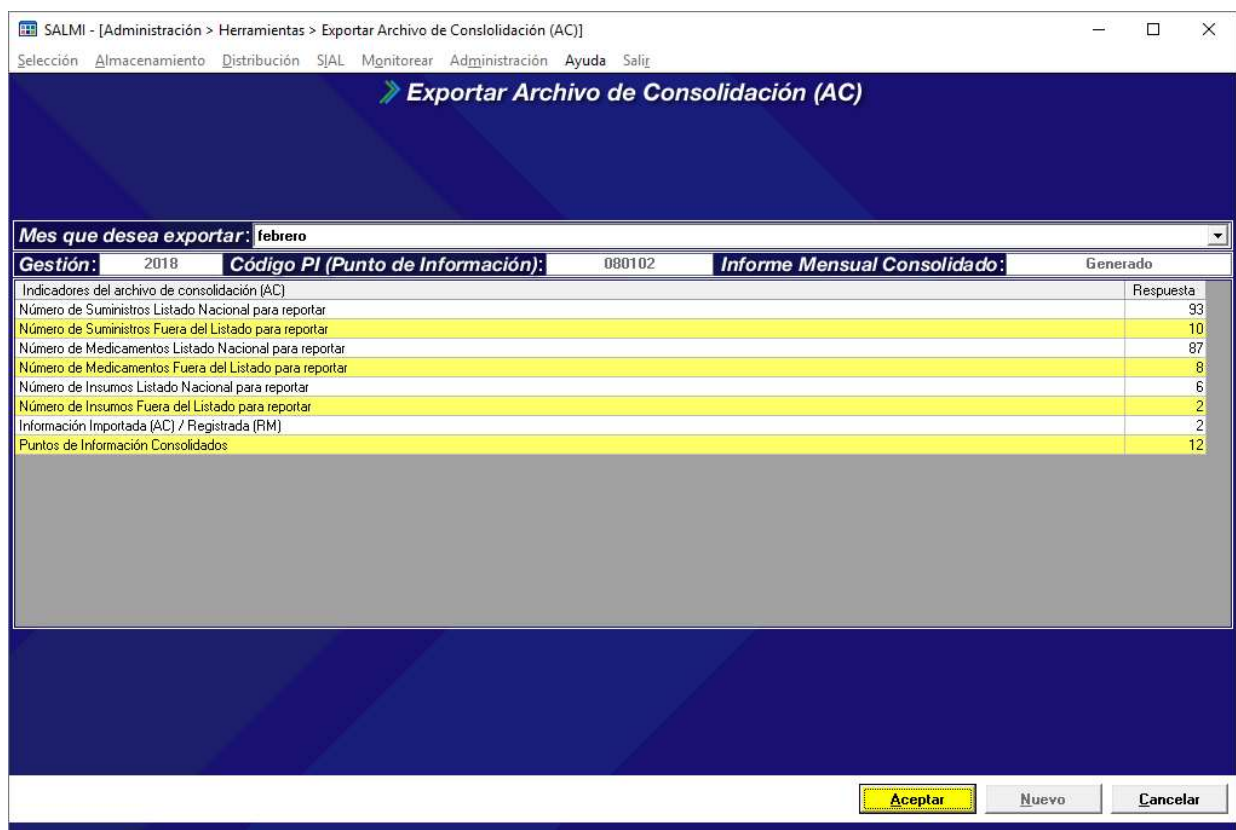 SALMI - [Administración > Herramientas > Exportar Archivo de Conslolidación (AC)]
Selección Almacenamiento Distribución SIAL Monitorear Administración Ayuda Salir
Exportar Archivo de Consolidación (AC)
Mes que desea exportar: febrero
Gestión: 2018 Código PI (Punto de Información): 080102 Informe Mensual Consolidado: Generado
Indicadores del archivo de consolidación (AC) Respuesta
Número de Suministros Listado Nacional para reportar 93
Número de Suministros Fuera del Listado para reportar 10
Número de Medicamentos Listado Nacional para reportar 87
Número de Medicamentos Fuera del Listado para reportar 8
Número de Insumos Listado Nacional para reportar 6
Número de Insumos Fuera del Listado para reportar 2
Información Importada (AC) / Registrada (RM) 2
Puntos de Información Consolidados 12
Aceptar Nuevo Cancelar